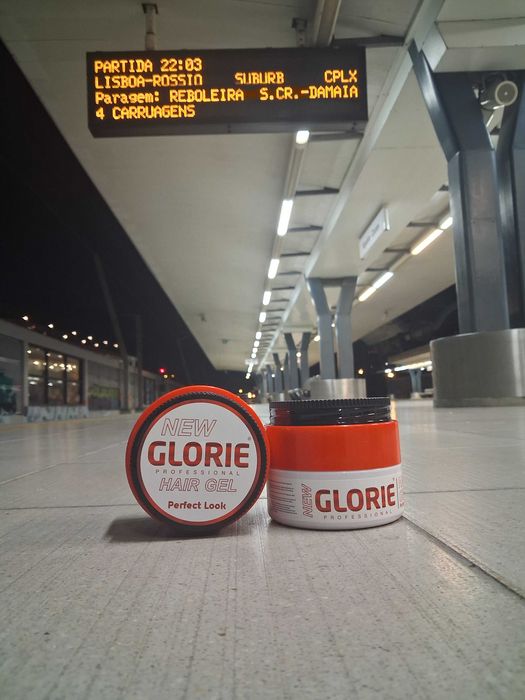 PARTIDA 22:03
LISBOA-ROSSIO SUBURB CPLX
Paragem: REBOLEIRA S.CR.-DAMAIA
4 CARRUAGENS
NEW
GLORIE
PROFESSIONAL
HAIR GEL
Perfect Look
NEW
GLORIE
PROFESSIONAL